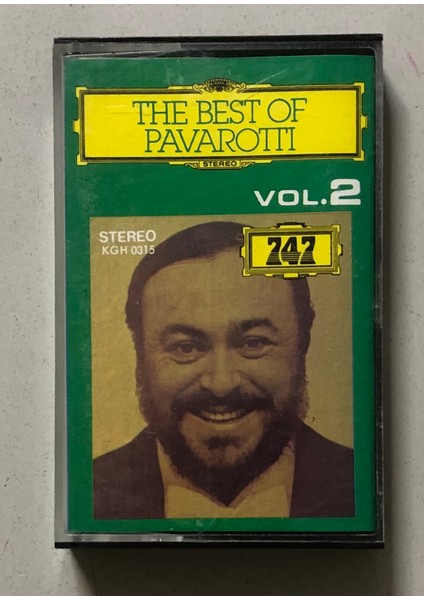 THE BEST OF
PAVAROTTI
STEREO
VOL.2
STEREO
KGH 0315
747